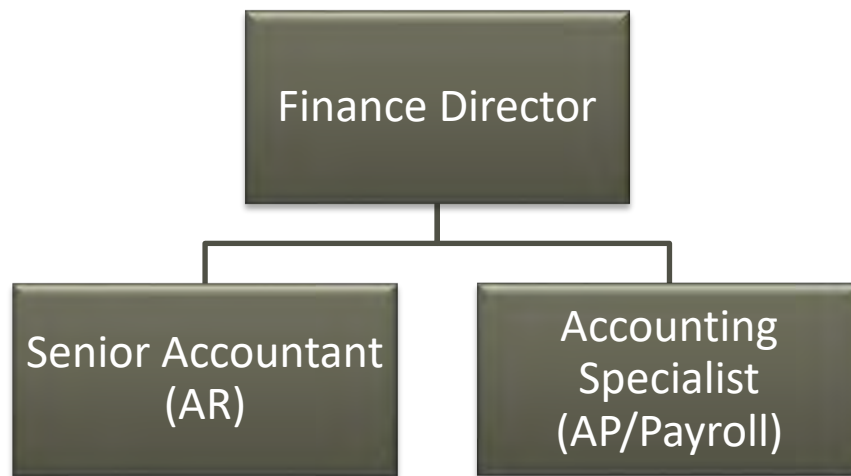 Finance Director
Senior Accountant
(AR)
Accounting
Specialist
(AP/Payroll)